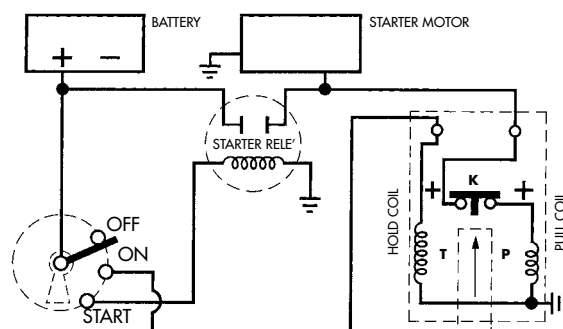 BATTERY
STARTER MOTOR
+ −
STARTER RELE'
OFF
ON
START
HOLD COIL
+ K +
T P
PULL COIL